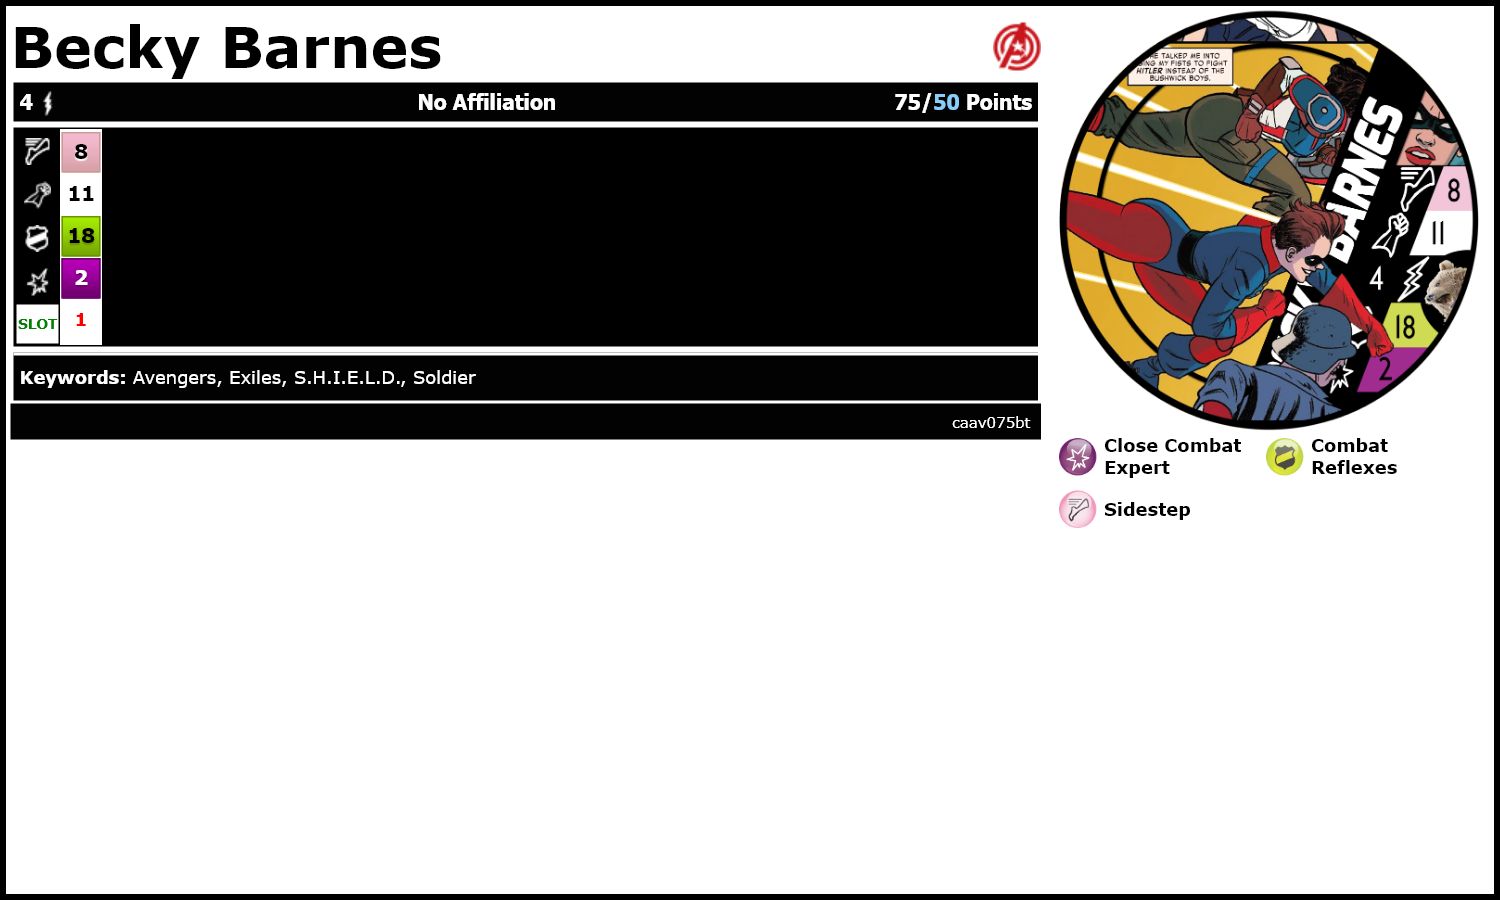 Becky Barnes
4 No Affiliation 75/50 Points
8
11
18
2
SLOT 1
Keywords: Avengers, Exiles, S.H.I.E.L.D., Soldier
caav075bt
TALKED ME INTO
MY FISTS TO FIGHT
HITLER INSTEAD OF THE
BUSHWICK BOYS.
BARNES
8
11
4
18
2
Close Combat
Expert
Combat
Reflexes
Sidestep